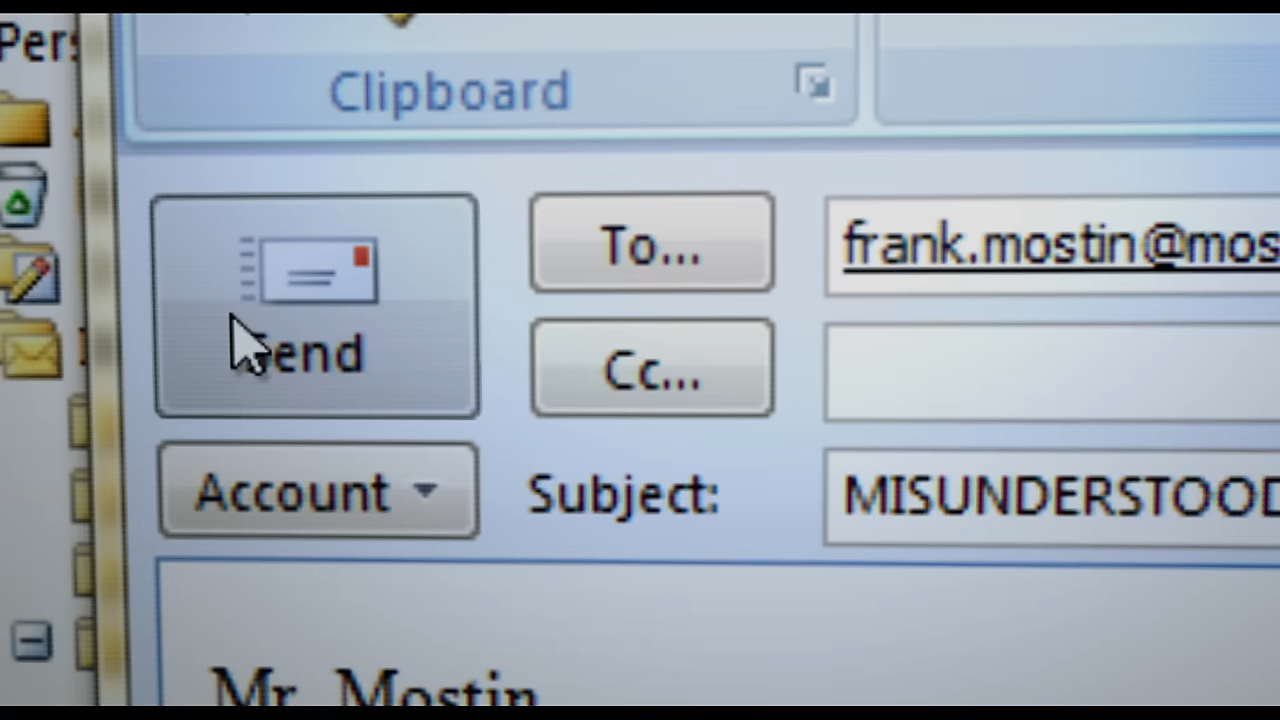 Pers
Clipboard
Send
To...
frank.mostin@mos
Cc...
Account
Subject:
MISUNDERSTOOD
Mr. Mostin